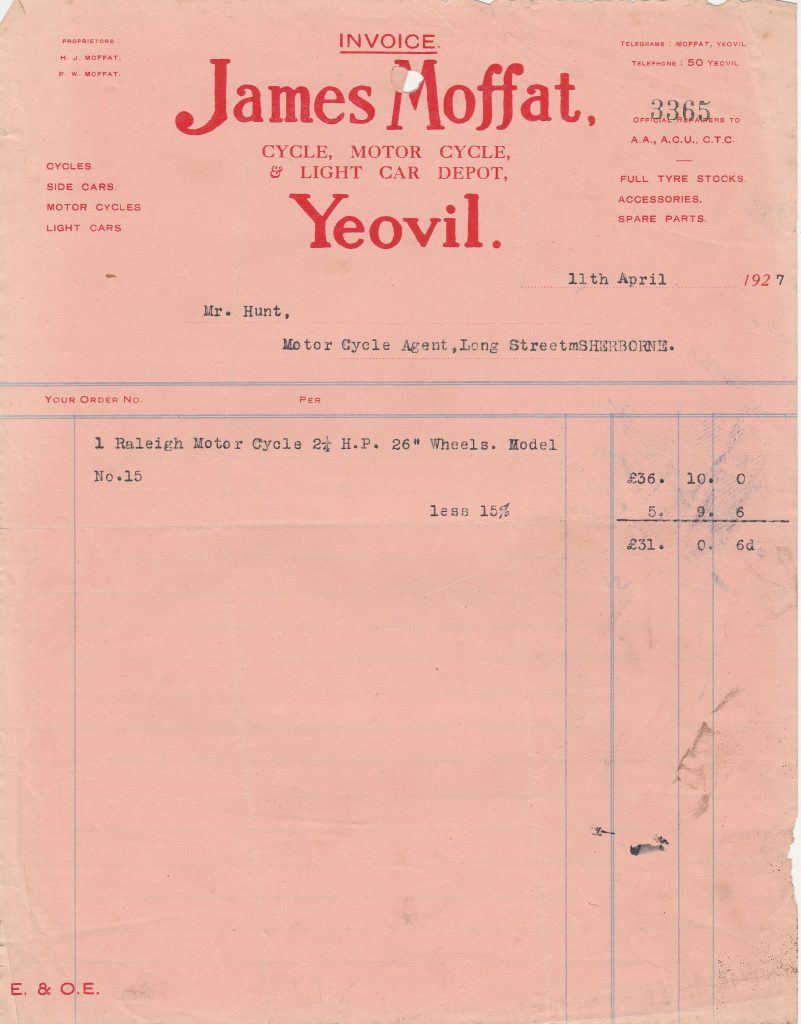 INVOICE.
PROPRIETORS:
H. J. MOFFAT.
P. W. MOFFAT.
TELEGRAMS: MOFFAT, YEOVIL
TELEPHONE: 50 YEOVIL
James Moffat,
3365
OFFICIAL REPAIRERS TO
A.A., A.C.U., C.T.C.
CYCLE, MOTOR CYCLE,
& LIGHT CAR DEPOT,
CYCLES
SIDE CARS.
MOTOR CYCLES
LIGHT CARS
FULL TYRE STOCKS.
ACCESSORIES,
SPARE PARTS.
Yeovil.
11th April 1927
Mr. Hunt,
Motor Cycle Agent,Long StreetmSHERBORNE.
YOUR ORDER NO. PER
1 Raleigh Motor Cycle 2¼ H.P. 26" Wheels. Model
No.15 £36. 10. 0
less 15% 5. 9. 6
£31. 0. 6d
E. & O.E.